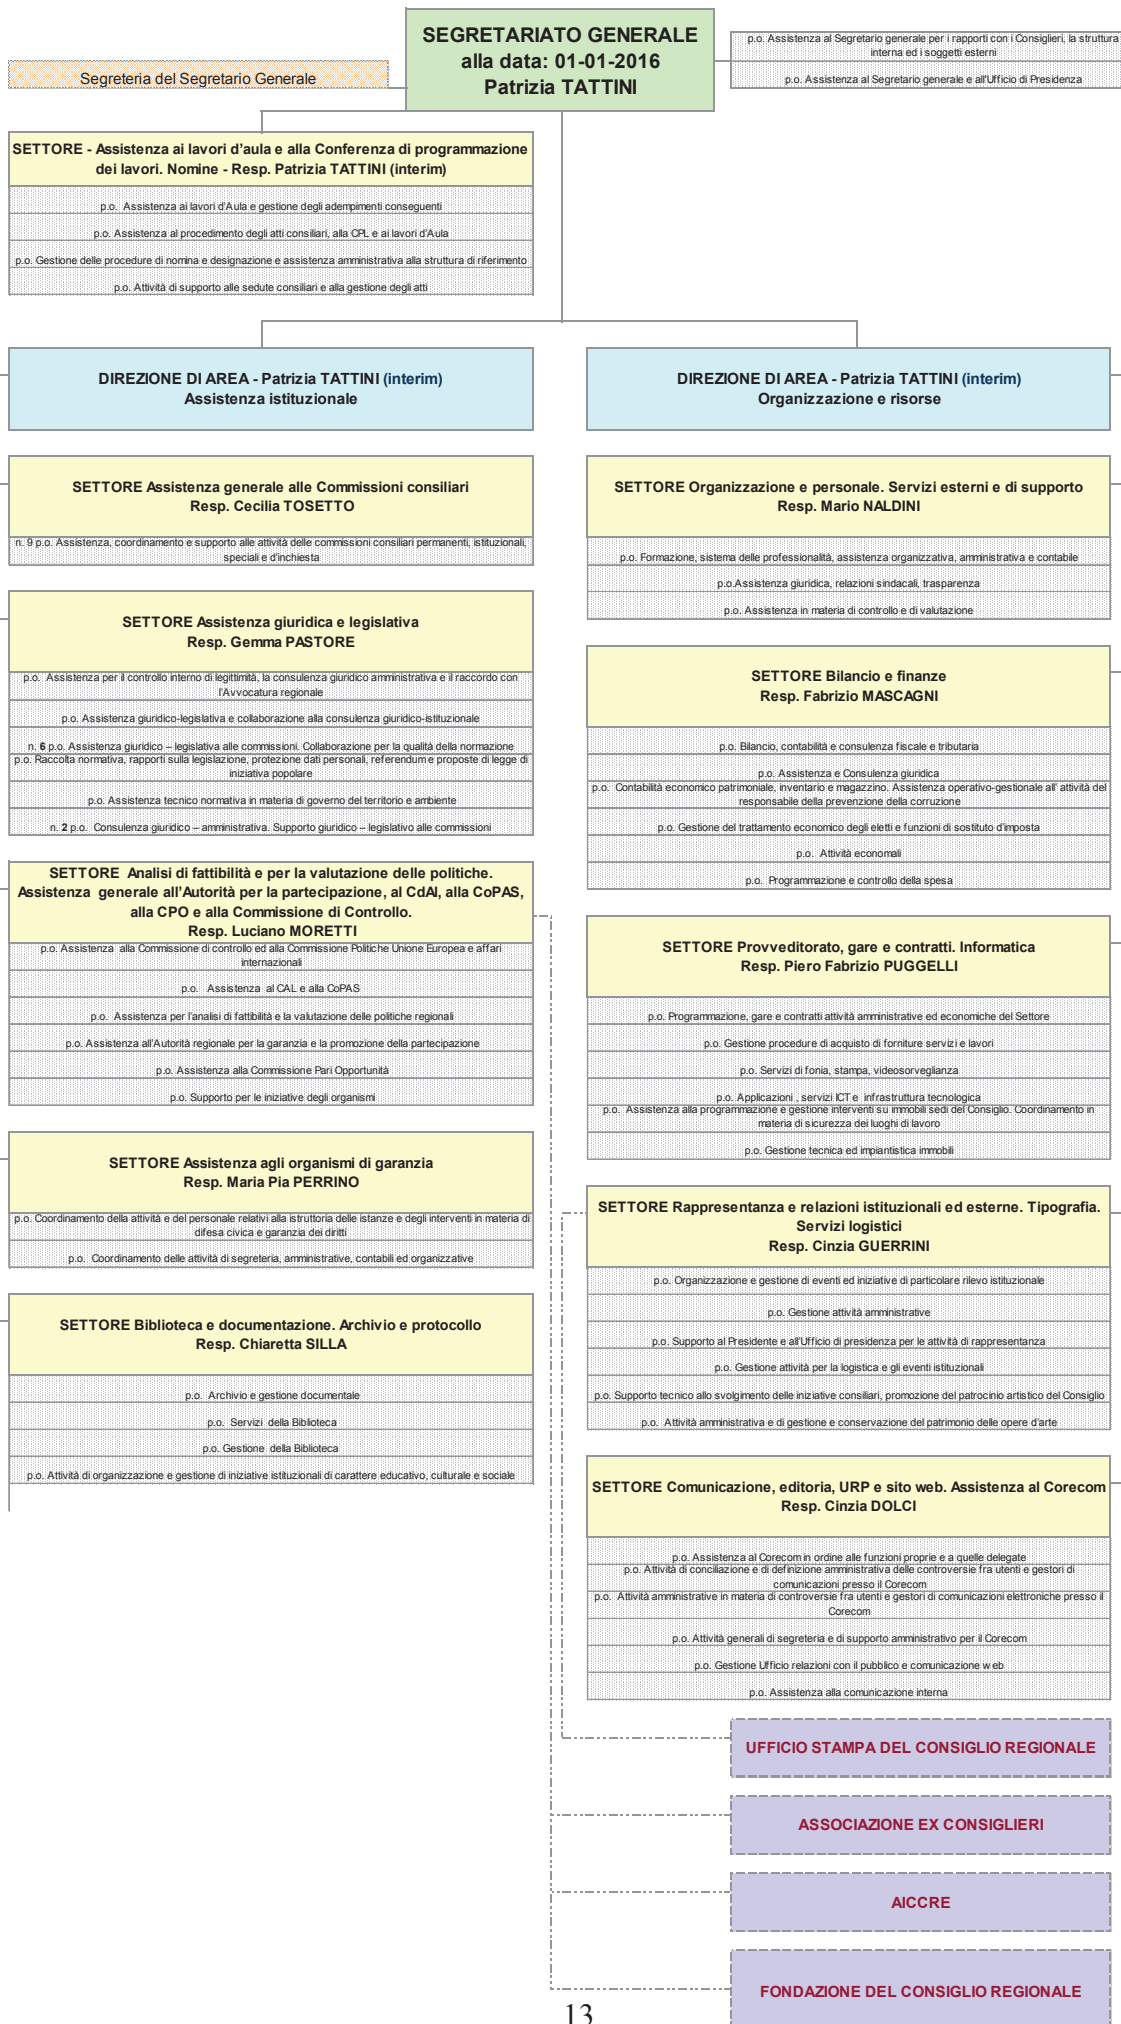 SEGRETARIATO GENERALE
alla data: 01-01-2016
Patrizia TATTINI
Segreteria del Segretario Generale
p.o. Assistenza al Segretario generale per i rapporti con i Consiglieri, la struttura
interna ed i soggetti esterni
p.o. Assistenza al Segretario generale e all'Ufficio di Presidenza
SETTORE - Assistenza ai lavori d'aula e alla Conferenza di programmazione
dei lavori. Nomine - Resp. Patrizia TATTINI (interim)
p.o. Assistenza ai lavori d'Aula e gestione degli adempimenti conseguenti
p.o. Assistenza al procedimento degli atti consiliari, alla CPL e ai lavori d'Aula
p.o. Gestione delle procedure di nomina e designazione e assistenza amministrativa alla struttura di riferimento
p.o. Attività di supporto alle sedute consiliari e alla gestione degli atti
DIREZIONE DI AREA - Patrizia TATTINI (interim)
Assistenza istituzionale
SETTORE Assistenza generale alle Commissioni consiliari
Resp. Cecilia TOSETTO
n. 9 p.o. Assistenza, coordinamento e supporto alle attività delle commissioni consiliari permanenti, istituzionali,
speciali e d'inchiesta
SETTORE Assistenza giuridica e legislativa
Resp. Gemma PASTORE
p.o. Assistenza per il controllo interno di legittimità, la consulenza giuridico amministrativa e il raccordo con
l'Avvocatura regionale
p.o. Assistenza giuridico-legislativa e collaborazione alla consulenza giuridico-istituzionale
n. 6 p.o. Assistenza giuridico – legislativa alle commissioni. Collaborazione per la qualità della normazione
p.o. Raccolta normativa, rapporti sulla legislazione, protezione dati personali, referendum e proposte di legge di
iniziativa popolare
p.o. Assistenza tecnico normativa in materia di governo del territorio e ambiente
n. 2 p.o. Consulenza giuridico – amministrativa. Supporto giuridico – legislativo alle commissioni
SETTORE Analisi di fattibilità e per la valutazione delle politiche.
Assistenza generale all'Autorità per la partecipazione, al CdAl, alla CoPAS,
alla CPO e alla Commissione di Controllo.
Resp. Luciano MORETTI
p.o. Assistenza alla Commissione di controllo ed alla Commissione Politiche Unione Europea e affari
internazionali
p.o. Assistenza al CAL e alla CoPAS
p.o. Assistenza per l'analisi di fattibilità e la valutazione delle politiche regionali
p.o. Assistenza all'Autorità regionale per la garanzia e la promozione della partecipazione
p.o. Assistenza alla Commissione Pari Opportunità
p.o. Supporto per le iniziative degli organismi
SETTORE Assistenza agli organismi di garanzia
Resp. Maria Pia PERRINO
p.o. Coordinamento della attività e del personale relativi alla istruttoria delle istanze e degli interventi in materia di
difesa civica e garanzia dei diritti
p.o. Coordinamento delle attività di segreteria, amministrative, contabili ed organizzative
SETTORE Biblioteca e documentazione. Archivio e protocollo
Resp. Chiaretta SILLA
p.o. Archivio e gestione documentale
p.o. Servizi della Biblioteca
p.o. Gestione della Biblioteca
p.o. Attività di organizzazione e gestione di iniziative istituzionali di carattere educativo, culturale e sociale
DIREZIONE DI AREA - Patrizia TATTINI (interim)
Organizzazione e risorse
SETTORE Organizzazione e personale. Servizi esterni e di supporto
Resp. Mario NALDINI
p.o. Formazione, sistema delle professionalità, assistenza organizzativa, amministrativa e contabile
p.o.Assistenza giuridica, relazioni sindacali, trasparenza
p.o. Assistenza in materia di controllo e di valutazione
SETTORE Bilancio e finanze
Resp. Fabrizio MASCAGNI
p.o. Bilancio, contabilità e consulenza fiscale e tributaria
p.o. Assistenza e Consulenza giuridica
p.o. Contabilità economico patrimoniale, inventario e magazzino. Assistenza operativo-gestionale all' attività del
responsabile della prevenzione della corruzione
p.o. Gestione del trattamento economico degli eletti e funzioni di sostituto d'imposta
p.o. Attività economali
p.o. Programmazione e controllo della spesa
SETTORE Provveditorato, gare e contratti. Informatica
Resp. Piero Fabrizio PUGGELLI
p.o. Programmazione, gare e contratti attività amministrative ed economiche del Settore
p.o. Gestione procedure di acquisto di forniture servizi e lavori
p.o. Servizi di fonia, stampa, videosorveglianza
p.o. Applicazioni , servizi ICT e infrastruttura tecnologica
p.o. Assistenza alla programmazione e gestione interventi su immobili sedi del Consiglio. Coordinamento in
materia di sicurezza dei luoghi di lavoro
p.o. Gestione tecnica ed impiantistica immobili
SETTORE Rappresentanza e relazioni istituzionali ed esterne. Tipografia.
Servizi logistici
Resp. Cinzia GUERRINI
p.o. Organizzazione e gestione di eventi ed iniziative di particolare rilievo istituzionale
p.o. Gestione attività amministrative
p.o. Supporto al Presidente e all'Ufficio di presidenza per le attività di rappresentanza
p.o. Gestione attività per la logistica e gli eventi istituzionali
p.o. Supporto tecnico allo svolgimento delle iniziative consiliari, promozione del patrocinio artistico del Consiglio
p.o. Attività amministrativa e di gestione e conservazione del patrimonio delle opere d'arte
SETTORE Comunicazione, editoria, URP e sito web. Assistenza al Corecom
Resp. Cinzia DOLCI
p.o. Assistenza al Corecom in ordine alle funzioni proprie e a quelle delegate
p.o. Attività di conciliazione e di definizione amministrativa delle controversie fra utenti e gestori di
comunicazioni presso il Corecom
p.o. Attività amministrative in materia di controversie fra utenti e gestori di comunicazioni elettroniche presso il
Corecom
p.o. Attività generali di segreteria e di supporto amministrativo per il Corecom
p.o. Gestione Ufficio relazioni con il pubblico e comunicazione web
p.o. Assistenza alla comunicazione interna
UFFICIO STAMPA DEL CONSIGLIO REGIONALE
ASSOCIAZIONE EX CONSIGLIERI
AICCRE
FONDAZIONE DEL CONSIGLIO REGIONALE
13